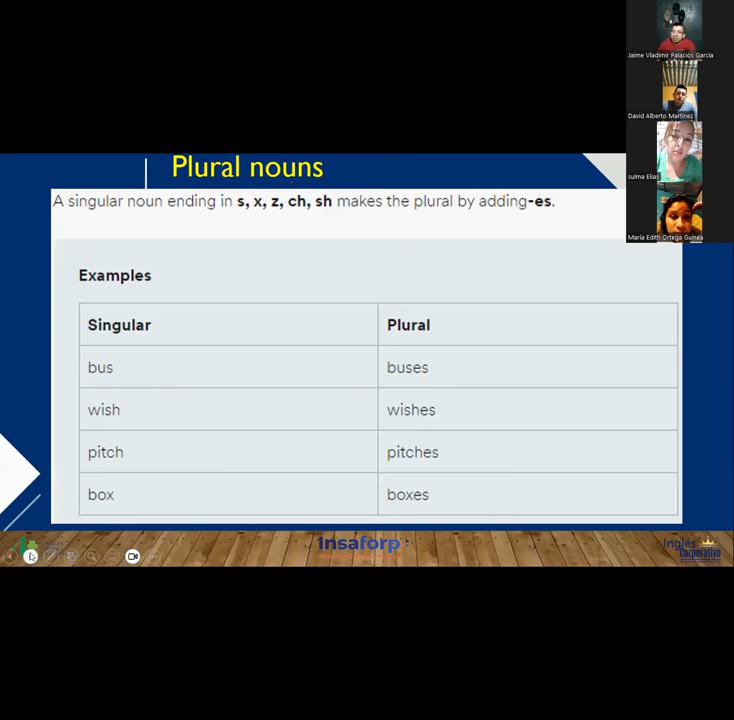 Jaime Vladimir Palacios Garcia
David Alberto Martinez
sulma Elias
María Edith Ortega Guinea
Plural nouns
A singular noun ending in s, x, z, ch, sh makes the plural by adding-es.
Examples
Singular Plural
bus buses
wish wishes
pitch pitches
box boxes
Insaforp
Inglés
Corporativo